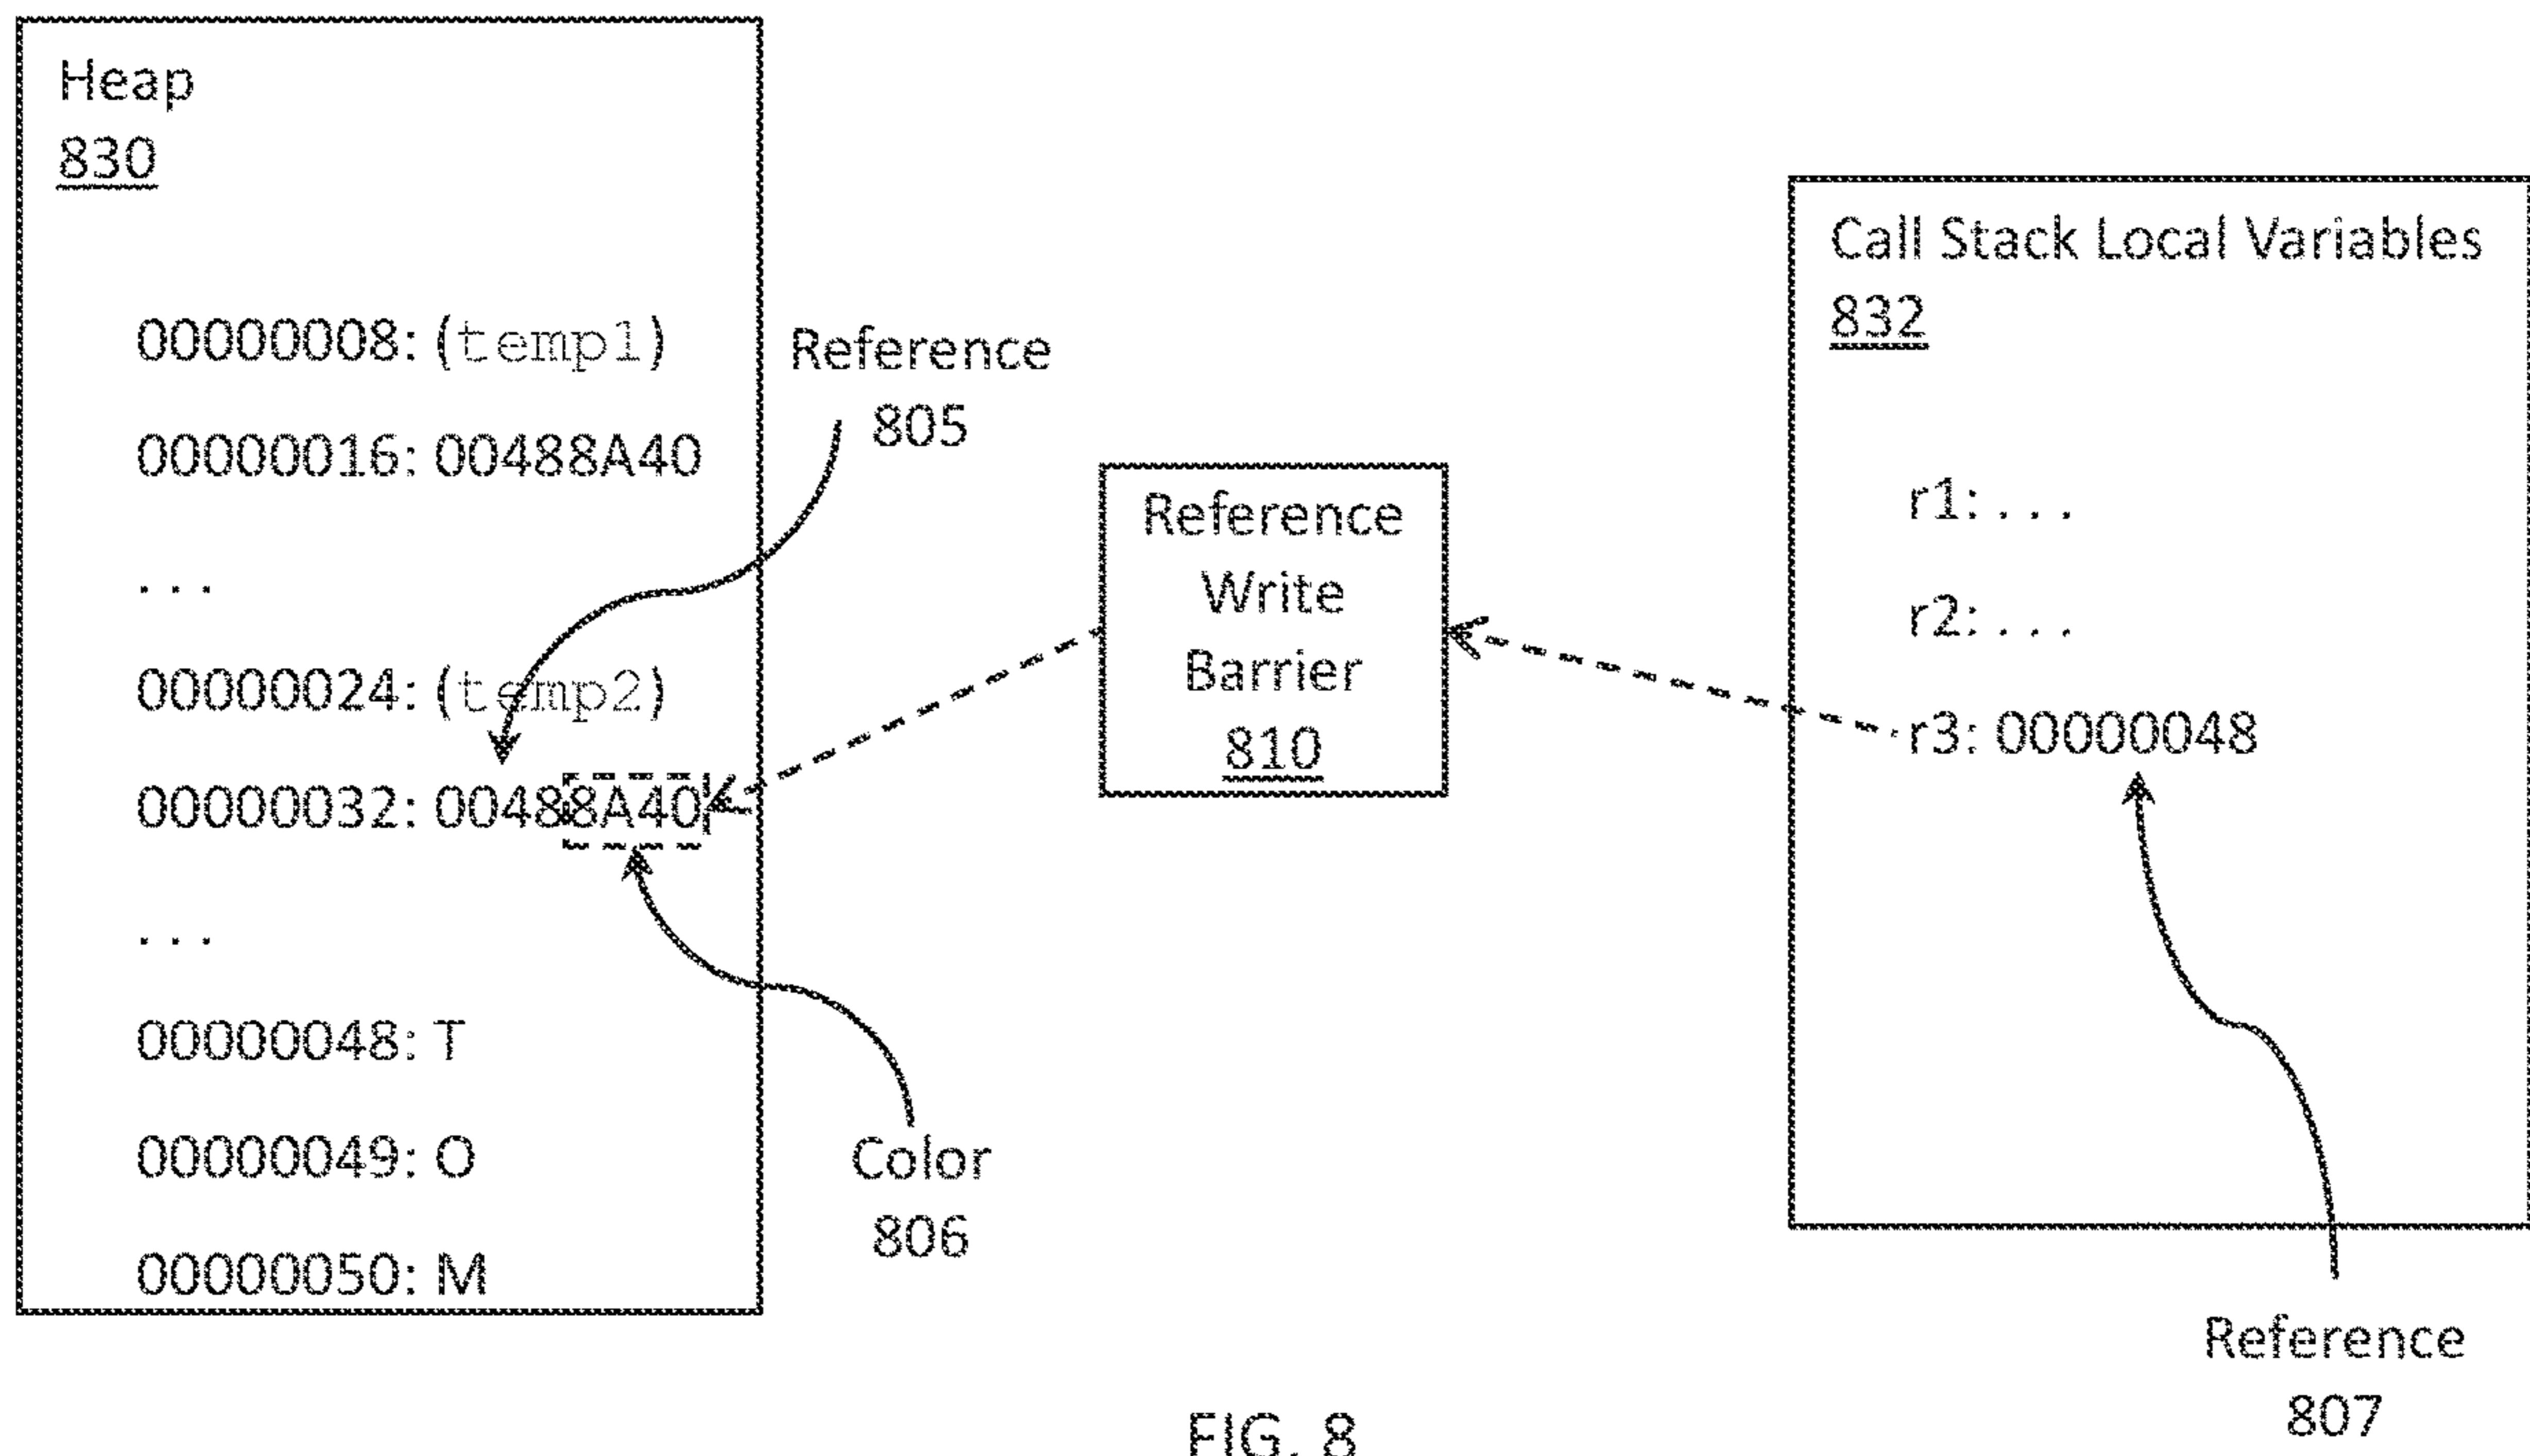 Heap
830
00000008: (temp1)
00000016: 00488A40
. . .
00000024: (temp2)
00000032: 00488A40
. . .
00000048: T
00000049: O
00000050: M
Reference
805
Color
806
Reference
Write
Barrier
810
Call Stack Local Variables
832
r1: . . .
r2: . . .
r3: 00000048
Reference
807
FIG. 8